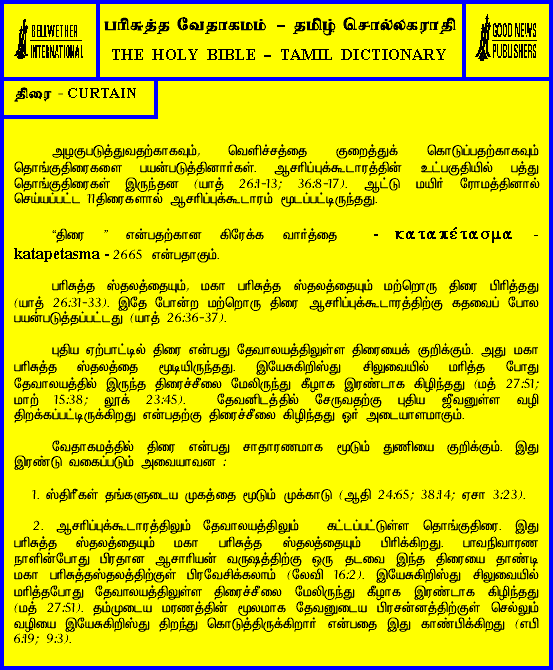 BELLWETHER
INTERNATIONAL
பரிசுத்த வேதாகமம் – தமிழ் சொல்லகராதி
THE HOLY BIBLE – TAMIL DICTIONARY
GOOD NEWS
PUBLISHERS
திரை - CURTAIN
அழகுபடுத்துவதற்காகவும், வெளிச்சத்தை குறைத்துக் கொடுப்பதற்காகவும்
தொங்குதிரைகளை பயன்படுத்தினார்கள். ஆசரிப்புக்கூடாரத்தின் உட்பகுதியில் பத்து
தொங்குதிரைகள் இருந்தன (யாத் 26:1-13; 36:8-17). ஆட்டு மயிர் ரோமத்தினால்
செய்யப்பட்ட 11திரைகளால் ஆசரிப்புக்கூடாரம் மூடப்பட்டிருந்தது.
“திரை ” என்பதற்கான கிரேக்க வார்த்தை - καταπέτασμα -
katapetasma - 2665 என்பதாகும்.
பரிசுத்த ஸ்தலத்தையும், மகா பரிசுத்த ஸ்தலத்தையும் மற்றொரு திரை பிரித்தது
(யாத் 26:31-33). இதே போன்ற மற்றொரு திரை ஆசரிப்புக்கூடாரத்திற்கு கதவைப் போல
பயன்படுத்தப்பட்டது (யாத் 26:36-37).
புதிய ஏற்பாட்டில் திரை என்பது தேவாலயத்திலுள்ள திரையைக் குறிக்கும். அது மகா
பரிசுத்த ஸ்தலத்தை மூடியிருந்தது. இயேசுகிறிஸ்து சிலுவையில் மரித்த போது
தேவாலயத்தில் இருந்த திரைச்சீலை மேலிருந்து கீழாக இரண்டாக கிழிந்தது (மத் 27:51;
மாற் 15:38; லூக் 23:45). தேவனிடத்தில் சேருவதற்கு புதிய ஜீவனுள்ள வழி
திறக்கப்பட்டிருக்கிறது என்பதற்கு திரைச்சீலை கிழிந்தது ஓர் அடையாளமாகும்.
வேதாகமத்தில் திரை என்பது சாதாரணமாக மூடும் துணியை குறிக்கும். இது
இரண்டு வகைப்படும் அவையாவன :
1. ஸ்திரீகள் தங்களுடைய முகத்தை மூடும் முக்காடு (ஆதி 24:65; 38:14; ஏசா 3:23).
2. ஆசரிப்புக்கூடாரத்திலும் தேவாலயத்திலும் கட்டப்பட்டுள்ள தொங்குதிரை. இது
பரிசுத்த ஸ்தலத்தையும் மகா பரிசுத்த ஸ்தலத்தையும் பிரிக்கிறது. பாவநிவாரண
நாளின்போது பிரதான ஆசாரியன் வருஷத்திற்கு ஒரு தடவை இந்த திரையை தாண்டி
மகா பரிசுத்தஸ்தலத்திற்குள் பிரவேசிக்கலாம் (லேவி 16:2). இயேசுகிறிஸ்து சிலுவையில்
மரித்தபோது தேவாலயத்திலுள்ள திரைச்சீலை மேலிருந்து கீழாக இரண்டாக கிழிந்தது
(மத் 27:51). தம்முடைய மரணத்தின் மூலமாக தேவனுடைய பிரசன்னத்திற்குள் செல்லும்
வழியை இயேசுகிறிஸ்து திறந்து கொடுத்திருக்கிறார் என்பதை இது காண்பிக்கிறது (எபி
6:19; 9:3).